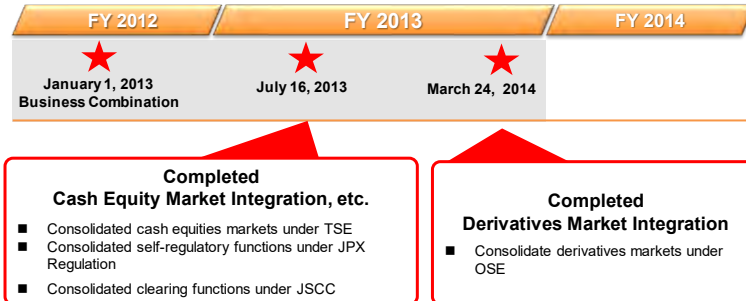 FY 2012
FY 2013
FY 2014
January 1, 2013
Business Combination
July 16, 2013
March 24, 2014
Completed
Cash Equity Market Integration, etc.
■ Consolidated cash equities markets under TSE
■ Consolidated self-regulatory functions under JPX
Regulation
■ Consolidated clearing functions under JSCC
Completed
Derivatives Market Integration
■ Consolidate derivatives markets under
OSE